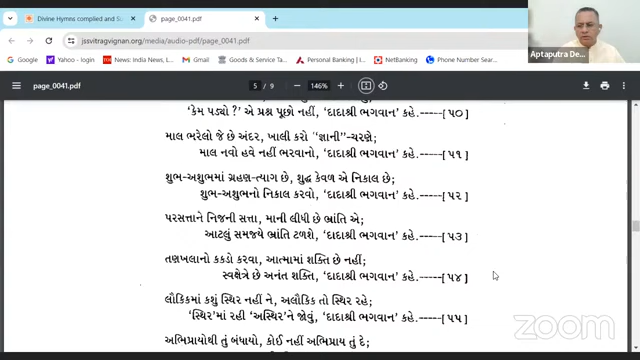 Divine Hymns compiled and Sa
page_0041.pdf
jssvitragvignan.org/media/audio-pdf/page_0041.pdf
Google
Yahoo - login
News: India News, L...
Goods & Service Ta...
Personal Banking | I...
NetBanking
Phone Number Sear...
Aptaputra De...
page_0041.pdf
5 / 9
146%
'કેમ પડ્યો ?' એ પ્રશ્ન પૂછો નહીં, 'દાદાશ્રી ભગવાન' કહે.-----[ ૫૦ ]
માલ ભરેલો જે છે અંદર, ખાલી કરો "જ્ઞાની"-ચરણે;
માલ નવો હવે નહીં ભરવાનો, 'દાદાશ્રી ભગવાન' કહે.----[ ૫૧ ]
શુભ-અશુભમાં ગ્રહણ-ત્યાગ છે, શુદ્ધ કેવળ એ નિકાલ છે;
શુભ-અશુભનો નિકાલ કરવો, 'દાદાશ્રી ભગવાન' કહે.----[ ૫૨ ]
પરસત્તાને નિજની સત્તા, માની લીધી છે ભ્રાંતિ એ;
આટલું સમજ્યે ભ્રાંતિ ટળશે, 'દાદાશ્રી ભગવાન' કહે.----[ ૫૩ ]
તણખલાનો કકડો કરવા, આત્મામાં શક્તિ છે નહીં;
સ્વક્ષેત્રે છે અનંત શક્તિ, 'દાદાશ્રી ભગવાન' કહે.----[ ૫૪ ]
લૌકિકમાં કશું સ્થિર નહીં ને, અલૌકિક તો સ્થિર રહે;
'સ્થિર'માં રહી 'અસ્થિર'ને જોવું, 'દાદાશ્રી ભગવાન' કહે.----[ ૫૫ ]
અભિપ્રાયોથી તું બંધાયો, કોઈ નહીં અભિપ્રાય તું દે;
zoom